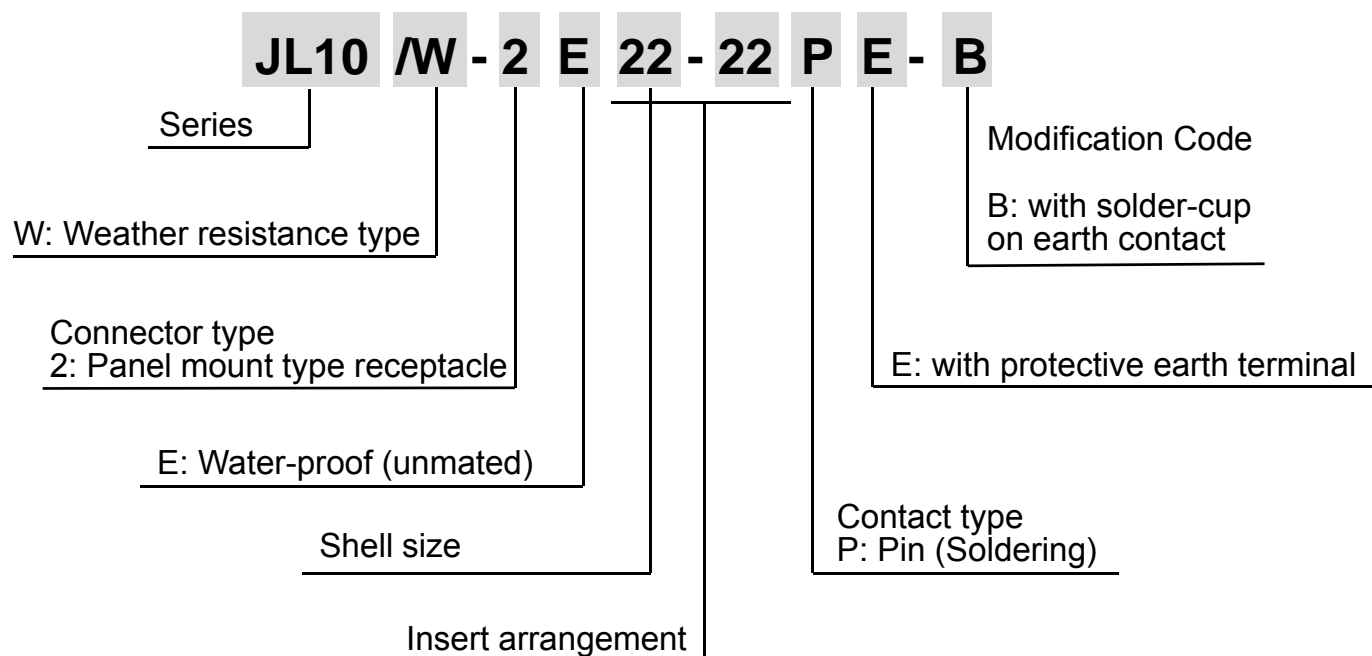 JL10 /W - 2 E 22 - 22 P E - B
Series
Modification Code
B: with solder-cup
on earth contact
W: Weather resistance type
Connector type
2: Panel mount type receptacle
E: with protective earth terminal
E: Water-proof (unmated)
Contact type
P: Pin (Soldering)
Shell size
Insert arrangement